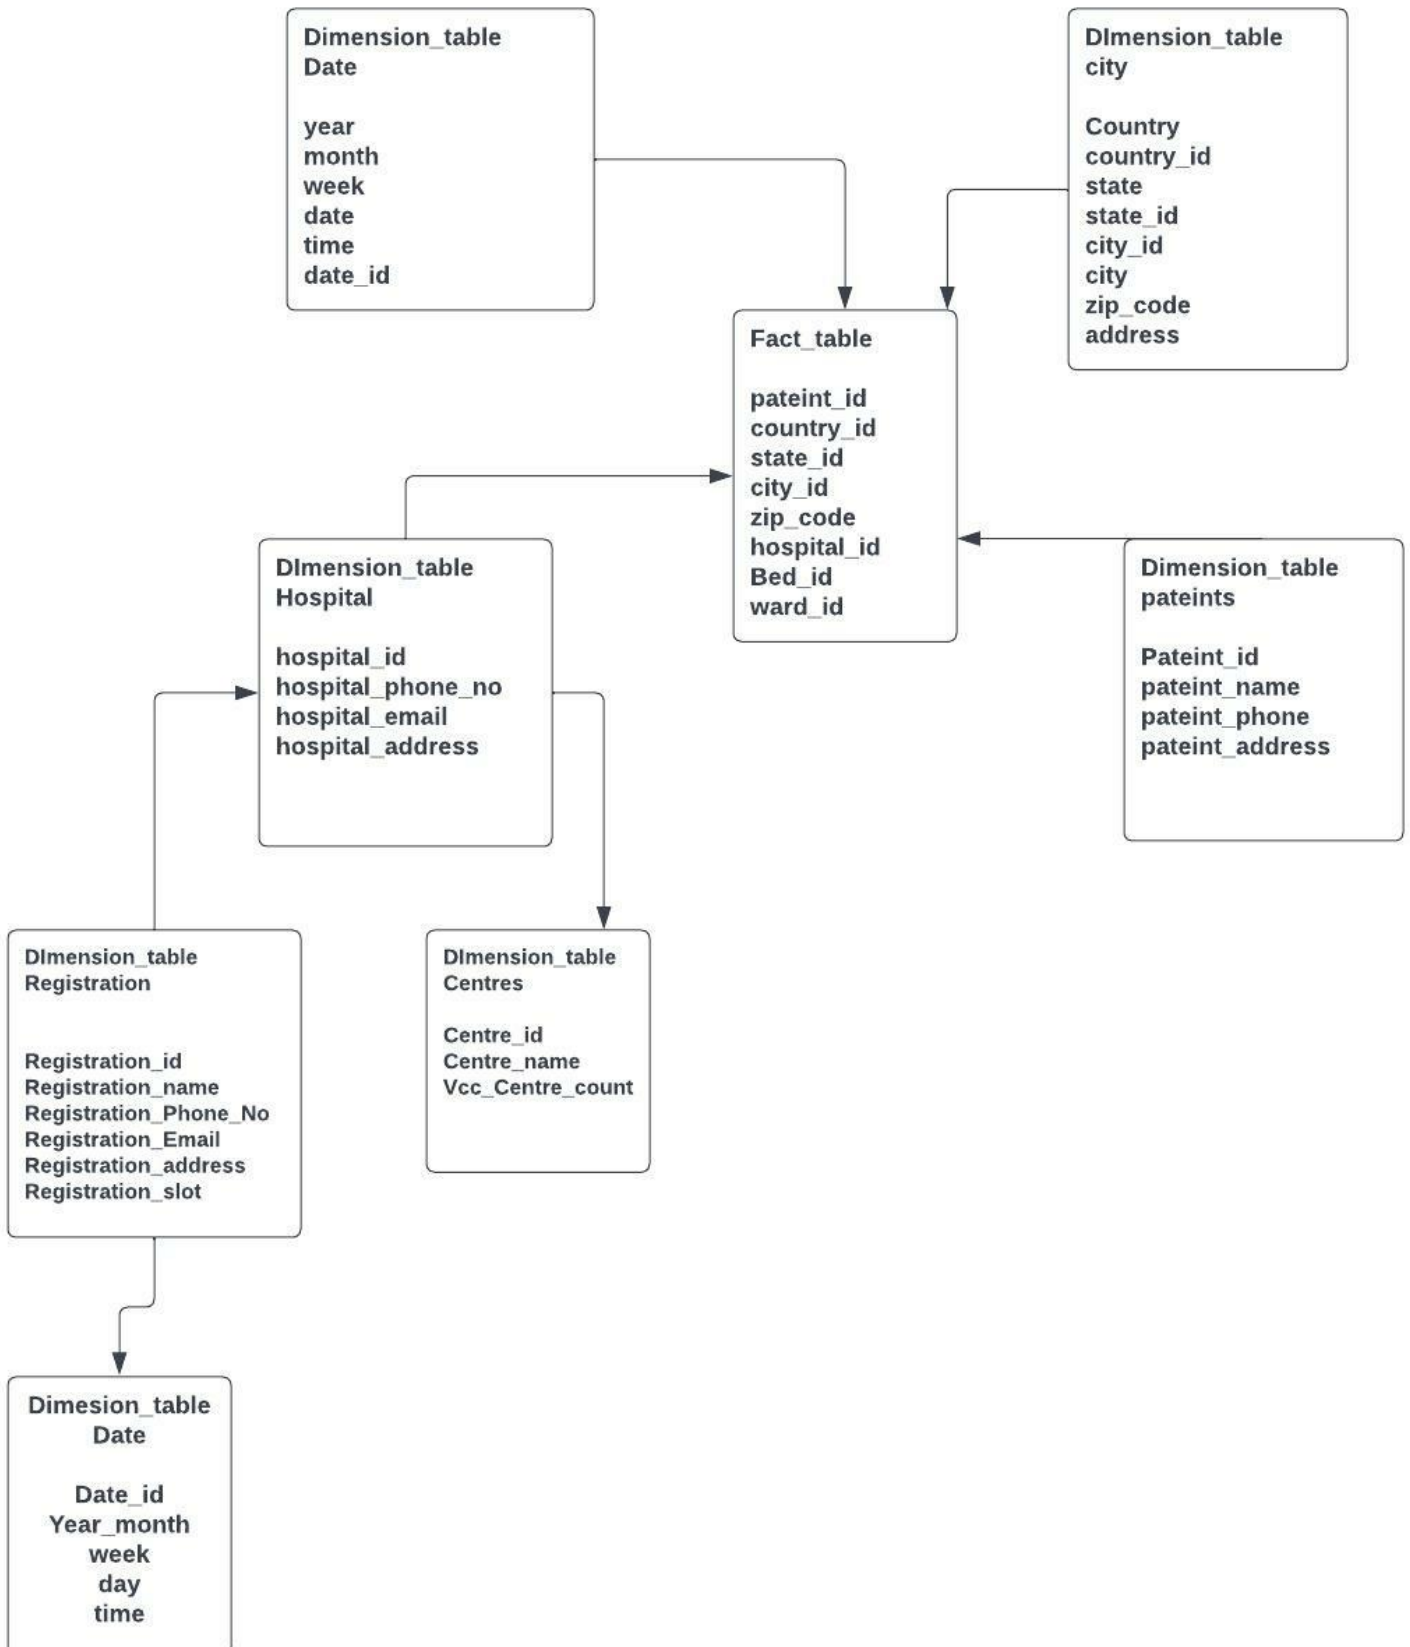 Dimension_table
Date
year
month
week
date
time
date_id
DImension_table
city
Country
country_id
state
state_id
city_id
city
zip_code
address
Fact_table
pateint_id
country_id
state_id
city_id
zip_code
hospital_id
Bed_id
ward_id
DImension_table
Hospital
hospital_id
hospital_phone_no
hospital_email
hospital_address
Dimension_table
pateints
Pateint_id
pateint_name
pateint_phone
pateint_address
DImension_table
Registration
Registration_id
Registration_name
Registration_Phone_No
Registration_Email
Registration_address
Registration_slot
DImension_table
Centres
Centre_id
Centre_name
Vcc_Centre_count
Dimesion_table
Date
Date_id
Year_month
week
day
time